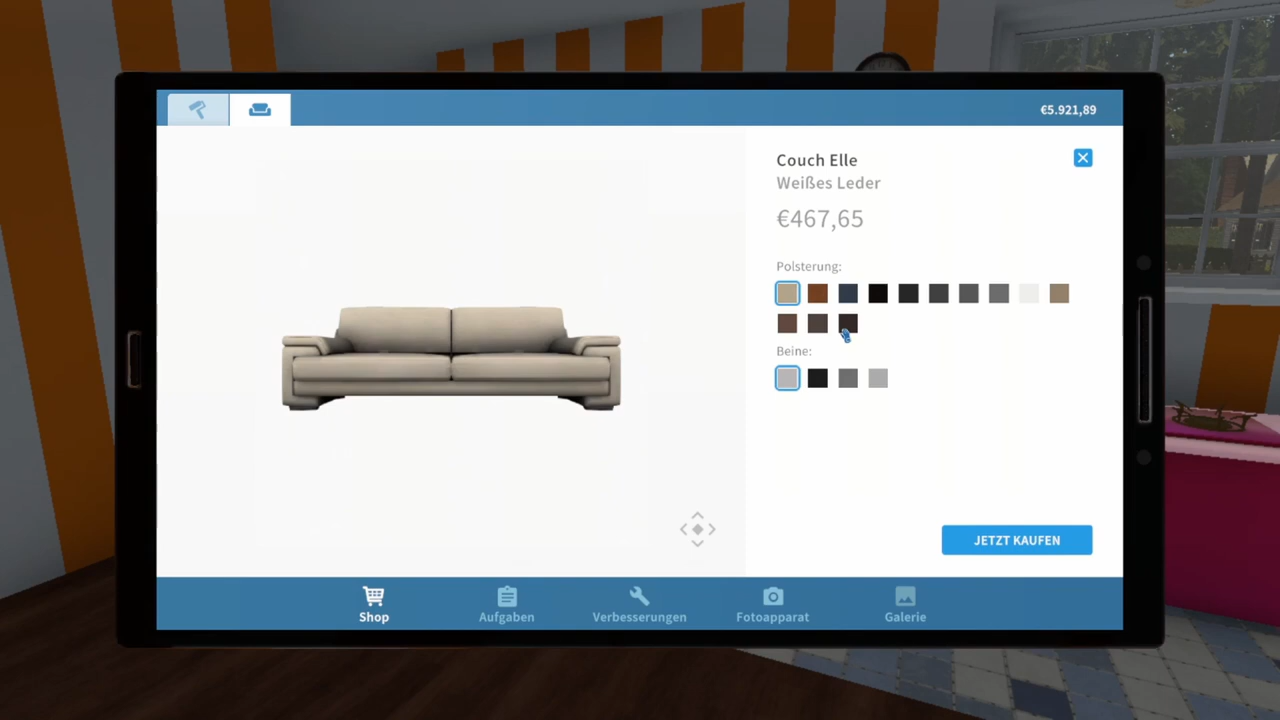 €5.921,89
Couch Elle
Weißes Leder
€467,65
Polsterung:
Beine:
JETZT KAUFEN
Shop
Aufgaben
Verbesserungen
Fotoapparat
Galerie